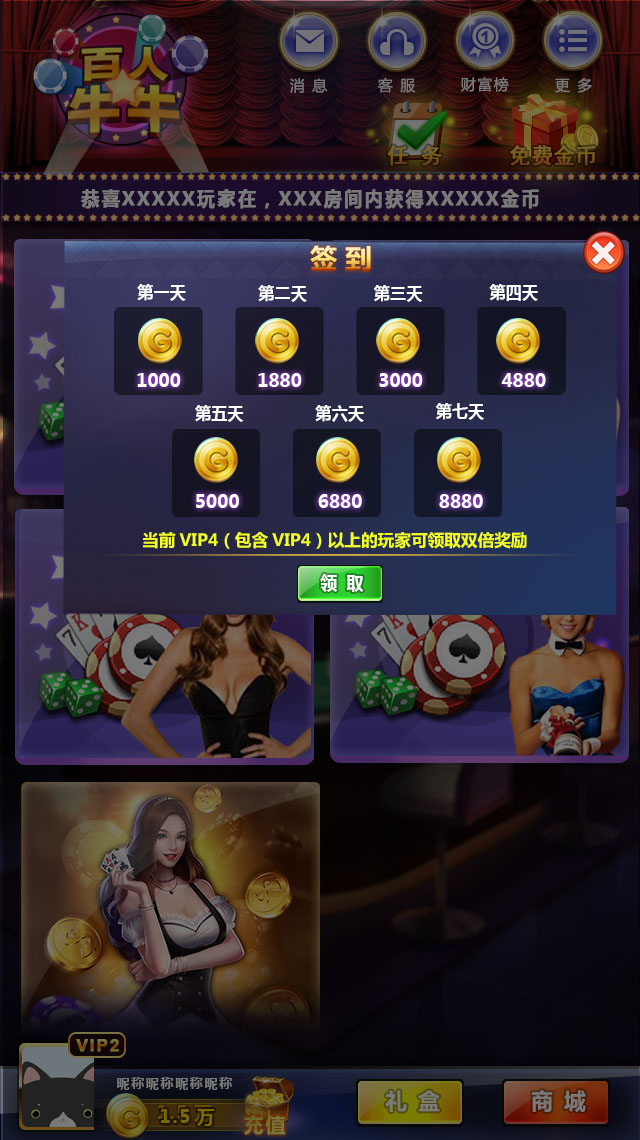 百人
牛牛
消息 客服 财富榜 更多
任务 免费金币
恭喜XXXXX玩家在，XXX房间内获得XXXXX金币
签到
第一天 第二天 第三天 第四天
1000 1880 3000 4880
第五天 第六天 第七天
5000 6880 8880
当前 VIP4（包含 VIP4）以上的玩家可领取双倍奖励
领取
VIP2
昵称昵称昵称昵称
1.5 万 充值
礼盒 商城